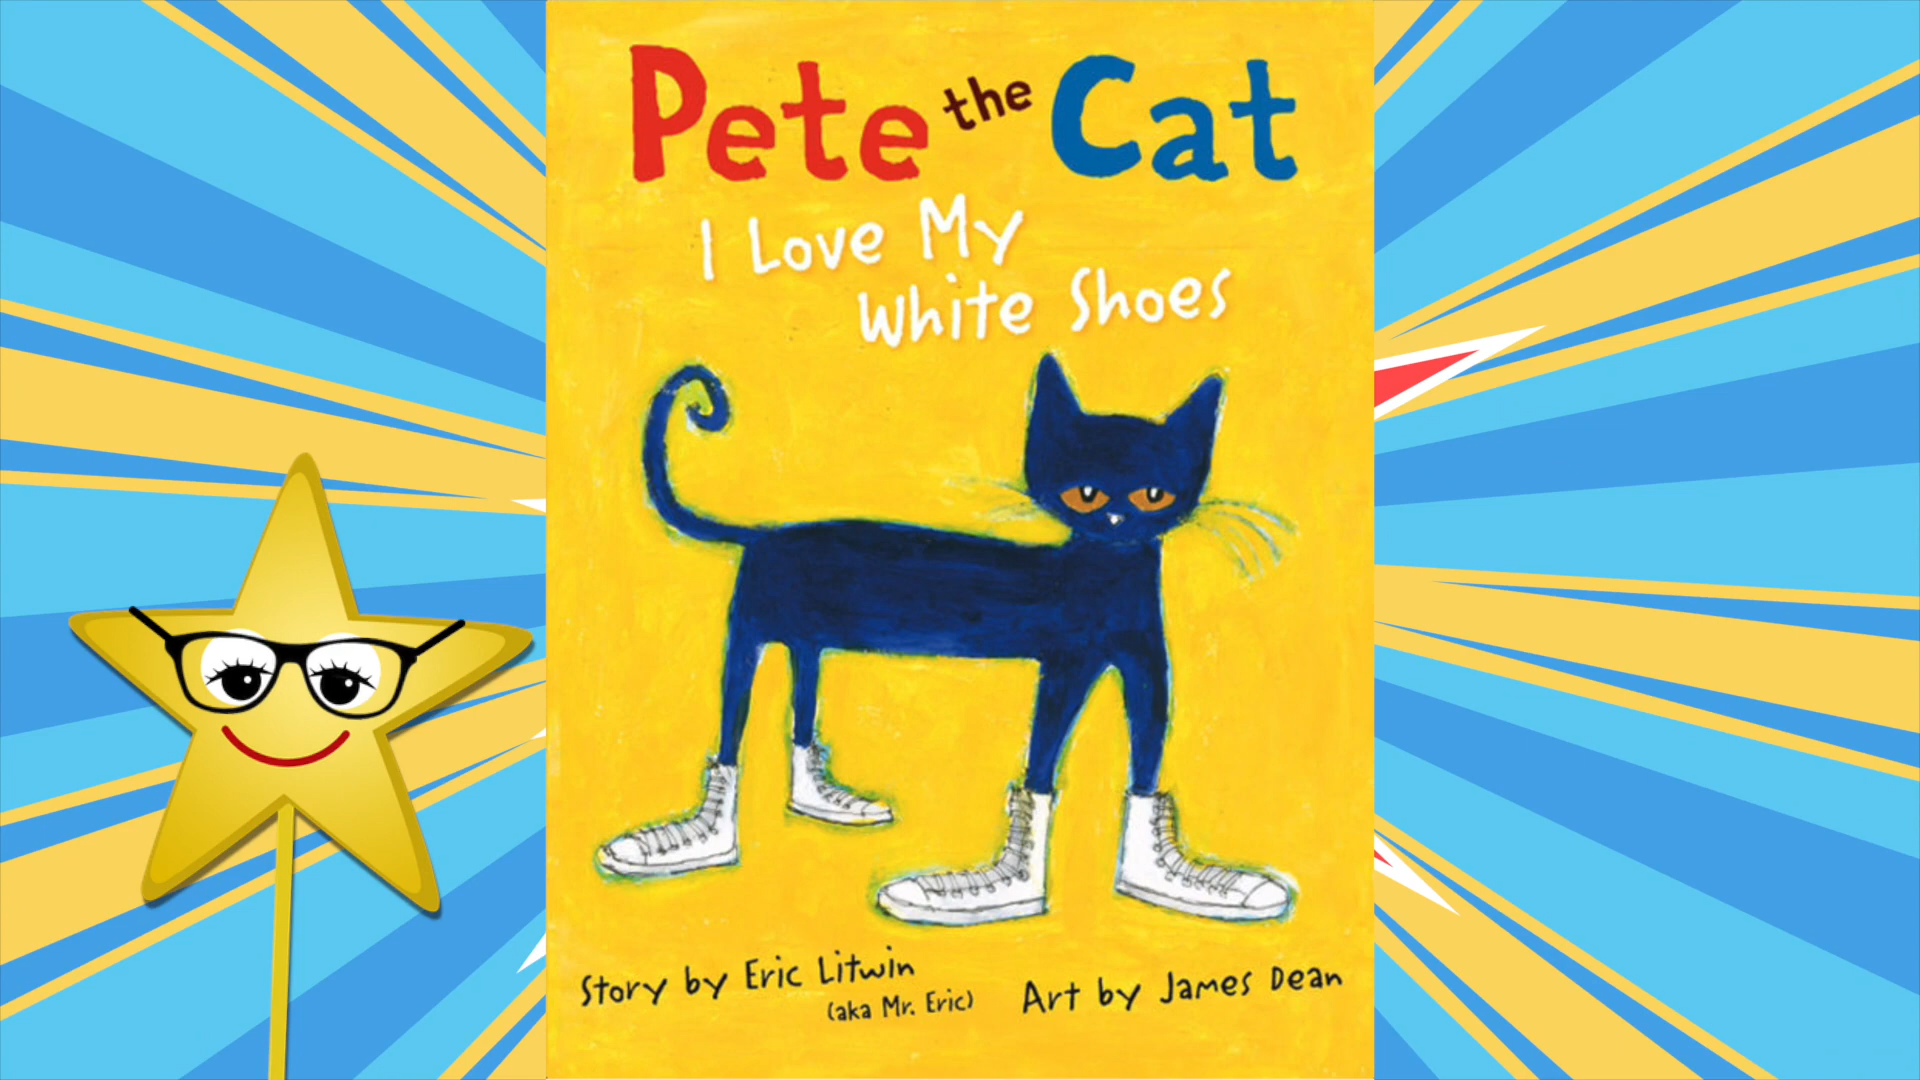 Pete the Cat
I Love My
White Shoes
Story by Eric Litwin
(aka Mr. Eric)
Art by James Dean